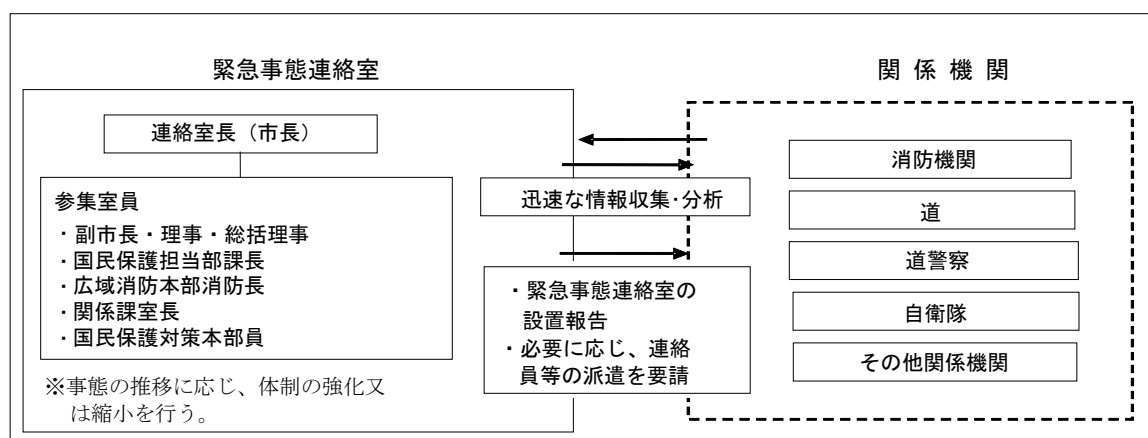 緊急事態連絡室
連絡室長（市長）
参集室員
・副市長・理事・総括理事
・国民保護担当部課長
・広域消防本部消防長
・関係課室長
・国民保護対策本部員
※事態の推移に応じ、体制の強化又
は縮小を行う。
迅速な情報収集・分析
・緊急事態連絡室の
設置報告
・必要に応じ、連絡
員等の派遣を要請
関 係 機 関
消防機関
道
道警察
自衛隊
その他関係機関